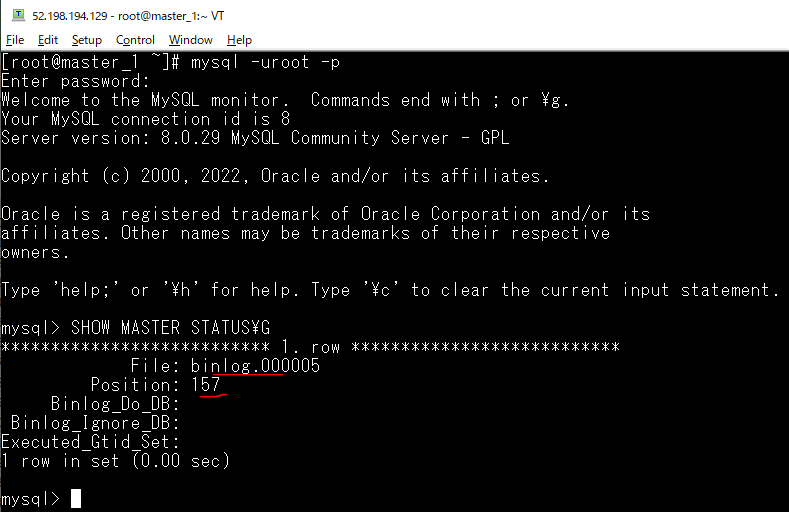 52.198.194.129 - root@master_1:~ VT
File Edit Setup Control Window Help
[root@master_1 ~]# mysql -uroot -p
Enter password:
Welcome to the MySQL monitor.  Commands end with ; or ¥g.
Your MySQL connection id is 8
Server version: 8.0.29 MySQL Community Server - GPL
Copyright (c) 2000, 2022, Oracle and/or its affiliates.
Oracle is a registered trademark of Oracle Corporation and/or its
affiliates. Other names may be trademarks of their respective
owners.
Type 'help;' or '¥h' for help. Type '¥c' to clear the current input statement.
mysql> SHOW MASTER STATUS¥G
*************************** 1. row ***************************
File: binlog.000005
Position: 157
Binlog_Do_DB:
Binlog_Ignore_DB:
Executed_Gtid_Set:
1 row in set (0.00 sec)
mysql>